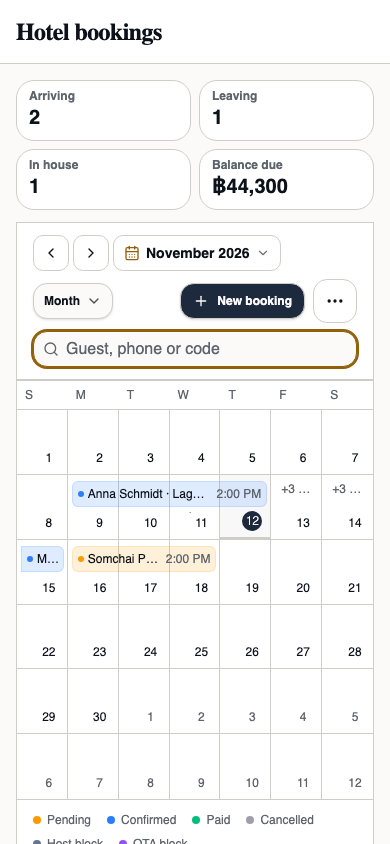 Hotel bookings
Arriving
2
Leaving
1
In house
1
Balance due
฿44,300
November 2026
Month
New booking
Guest, phone or code
S M T W T F S
1 2 3 4 5 6 7
Anna Schmidt · Lag… 2:00 PM +3 … +3 …
8 9 10 11 12 13 14
M… Somchai P… 2:00 PM
15 16 17 18 19 20 21
22 23 24 25 26 27 28
29 30 1 2 3 4 5
6 7 8 9 10 11 12
Pending Confirmed Paid Cancelled
Host block OTA block